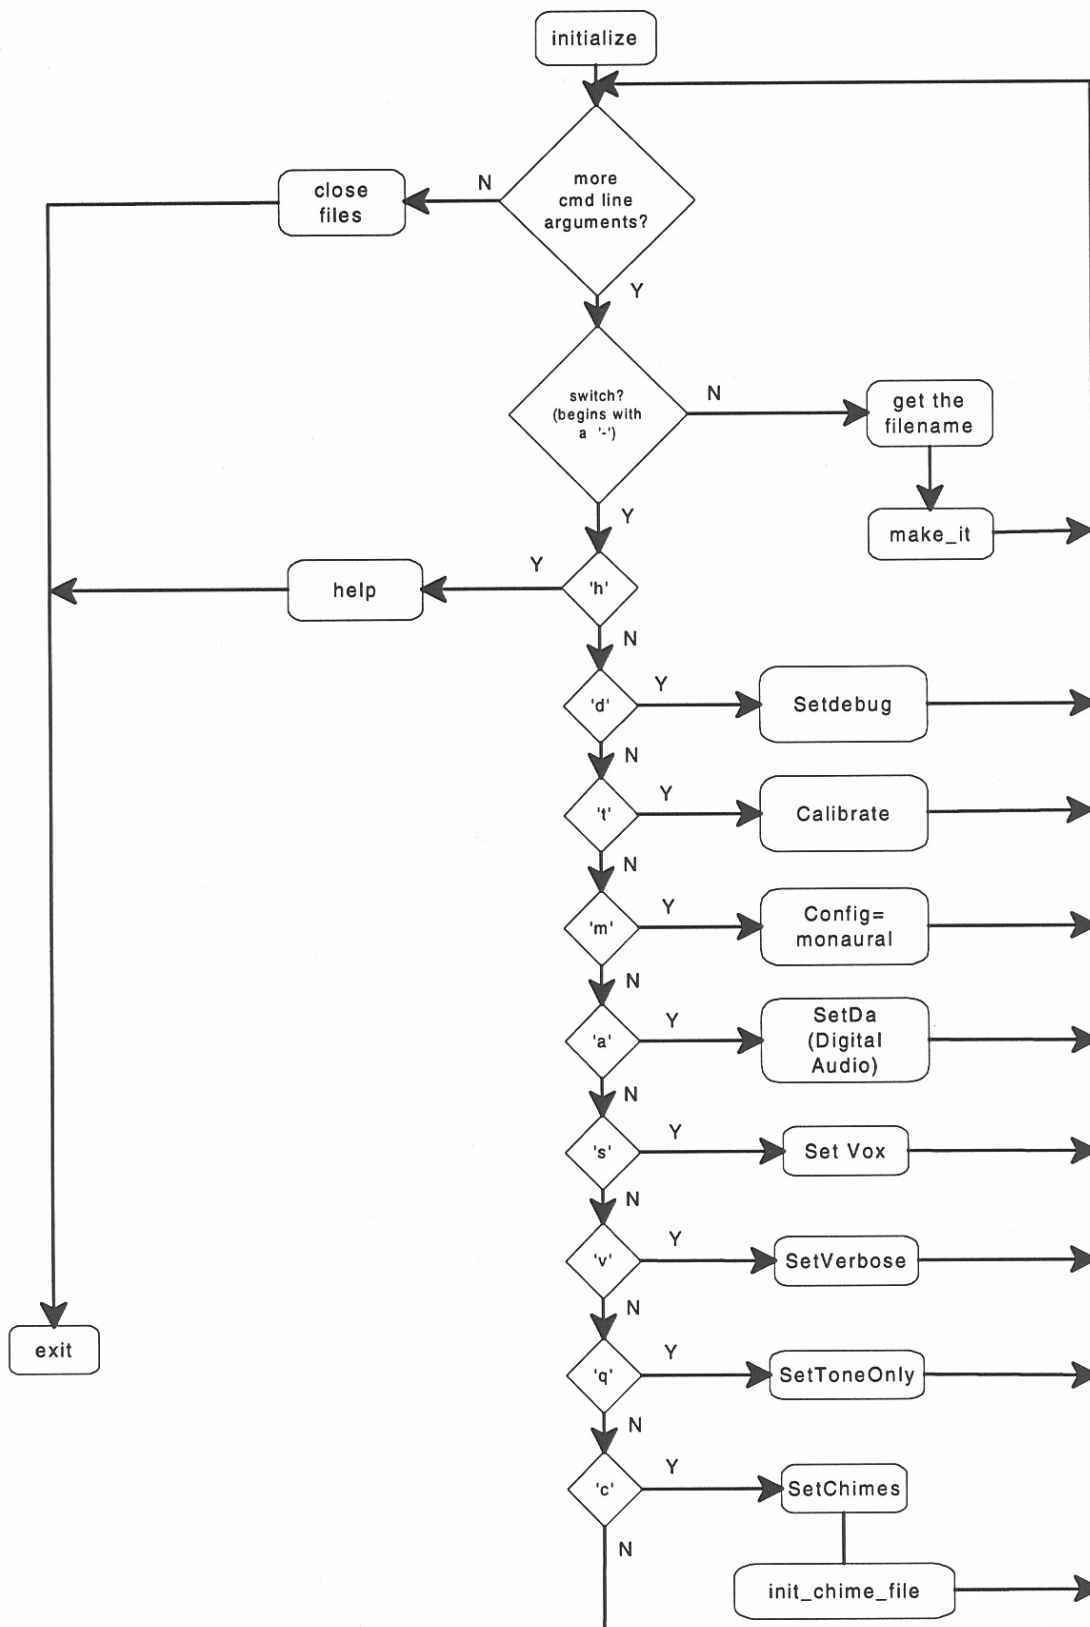 initialize
more
cmd line
arguments?
N
close
files
Y
switch?
(begins with
a '-')
N
get the
filename
Y
make_it
Y
'h'
help
N
'd'
Y
Setdebug
N
't'
Y
Calibrate
N
'm'
Y
Config=
monaural
N
'a'
Y
SetDa
(Digital
Audio)
N
's'
Y
Set Vox
N
'v'
Y
SetVerbose
N
exit
'q'
Y
SetToneOnly
N
'c'
Y
SetChimes
N
init_chime_file